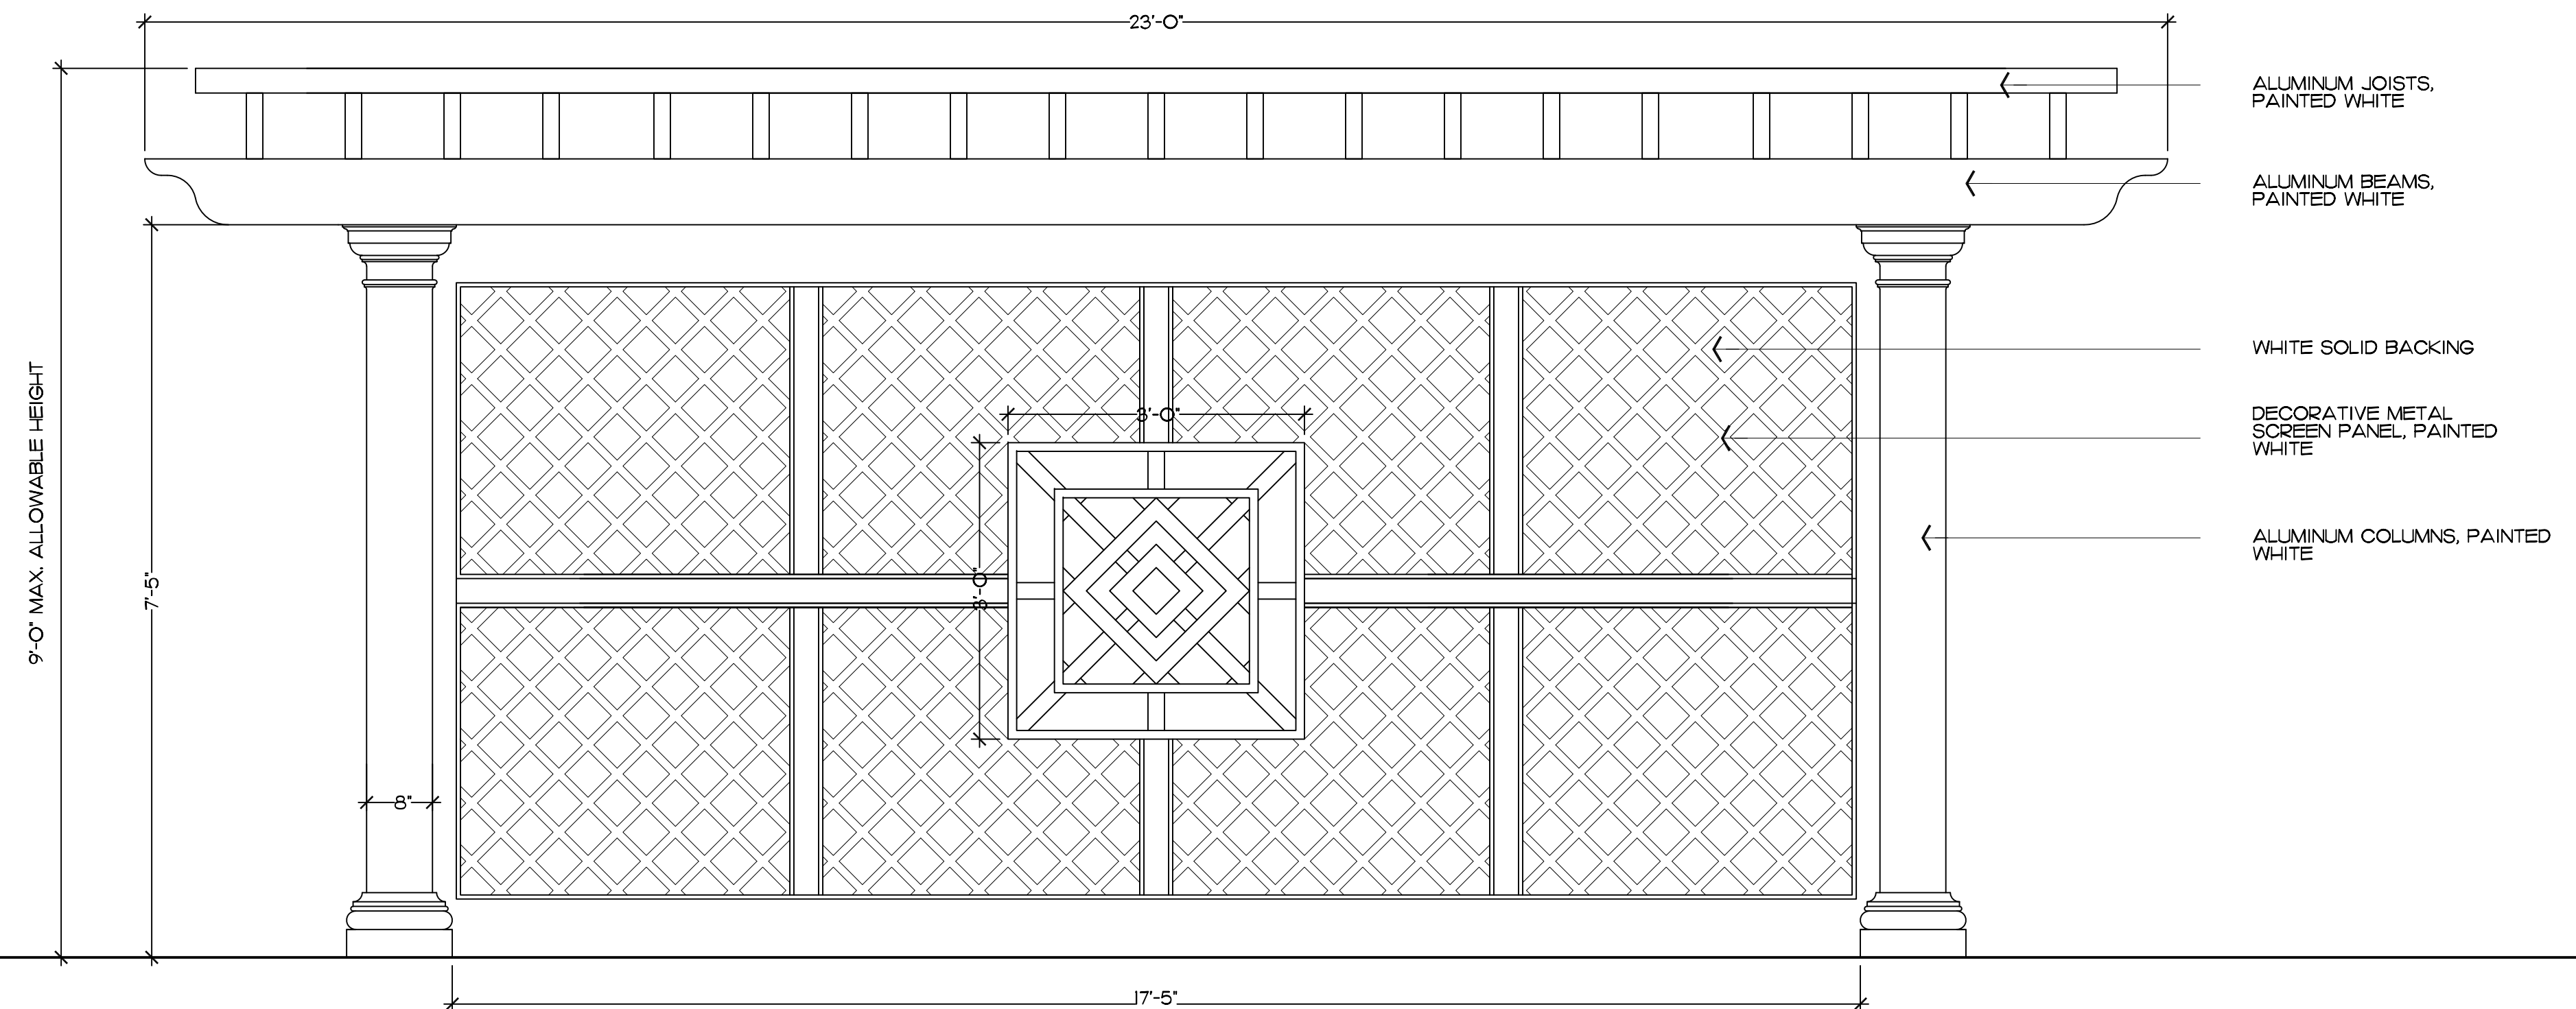 23'-0"
ALUMINUM JOISTS,
PAINTED WHITE
ALUMINUM BEAMS,
PAINTED WHITE
WHITE SOLID BACKING
DECORATIVE METAL
SCREEN PANEL, PAINTED
WHITE
ALUMINUM COLUMNS, PAINTED
WHITE
9'-0" MAX. ALLOWABLE HEIGHT
7'-5"
3'-0"
3'-0"
8"
17'-5"